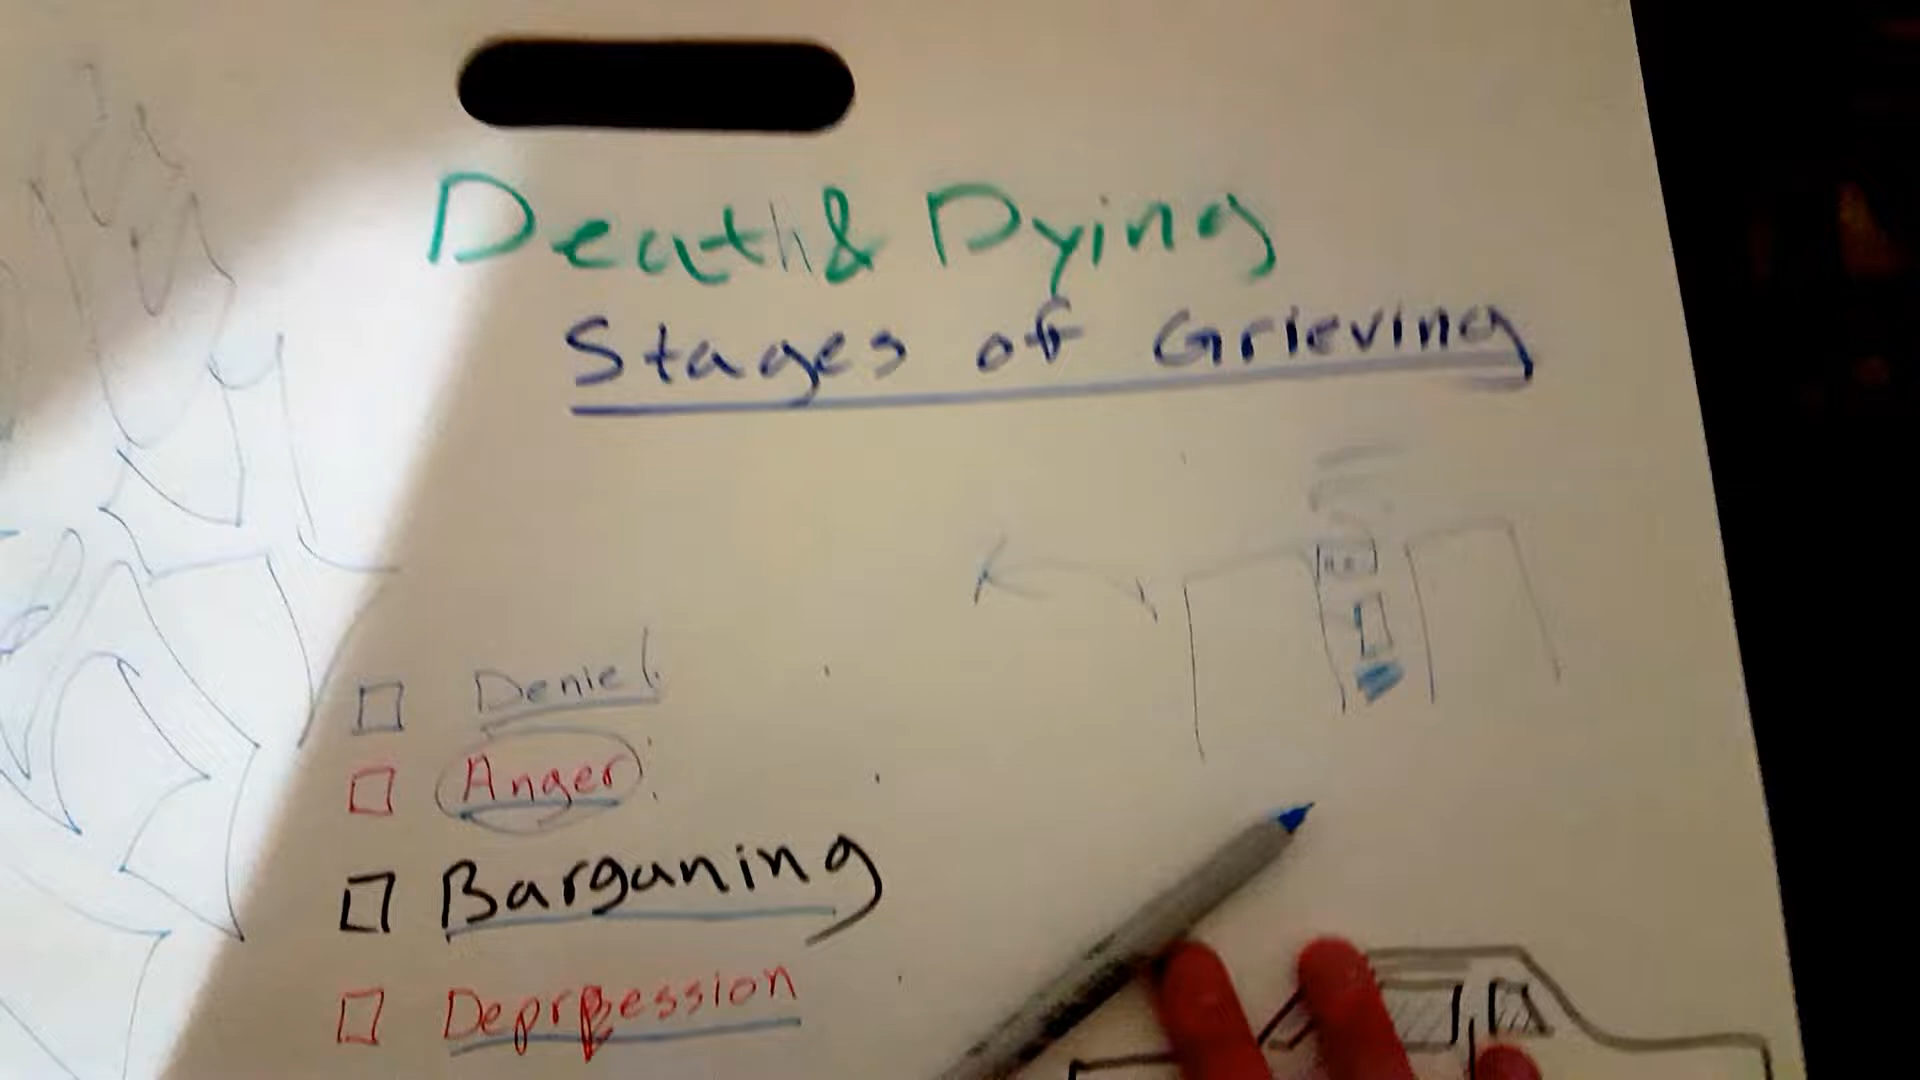 Death & Dying
Stages of Grieving
Deniel
Anger
Barganing
Deprpession